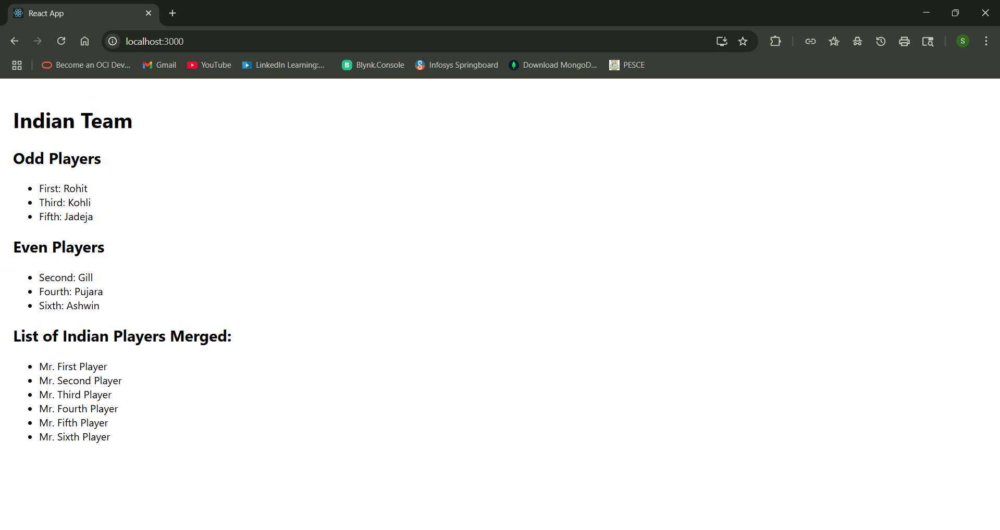 React App
localhost:3000
S
Become an OCI Dev...
Gmail
YouTube
LinkedIn Learning:...
B Blynk.Console
Infosys Springboard
Download MongoD...
PESCE
Indian Team
Odd Players
• First: Rohit
• Third: Kohli
• Fifth: Jadeja
Even Players
• Second: Gill
• Fourth: Pujara
• Sixth: Ashwin
List of Indian Players Merged:
• Mr. First Player
• Mr. Second Player
• Mr. Third Player
• Mr. Fourth Player
• Mr. Fifth Player
• Mr. Sixth Player